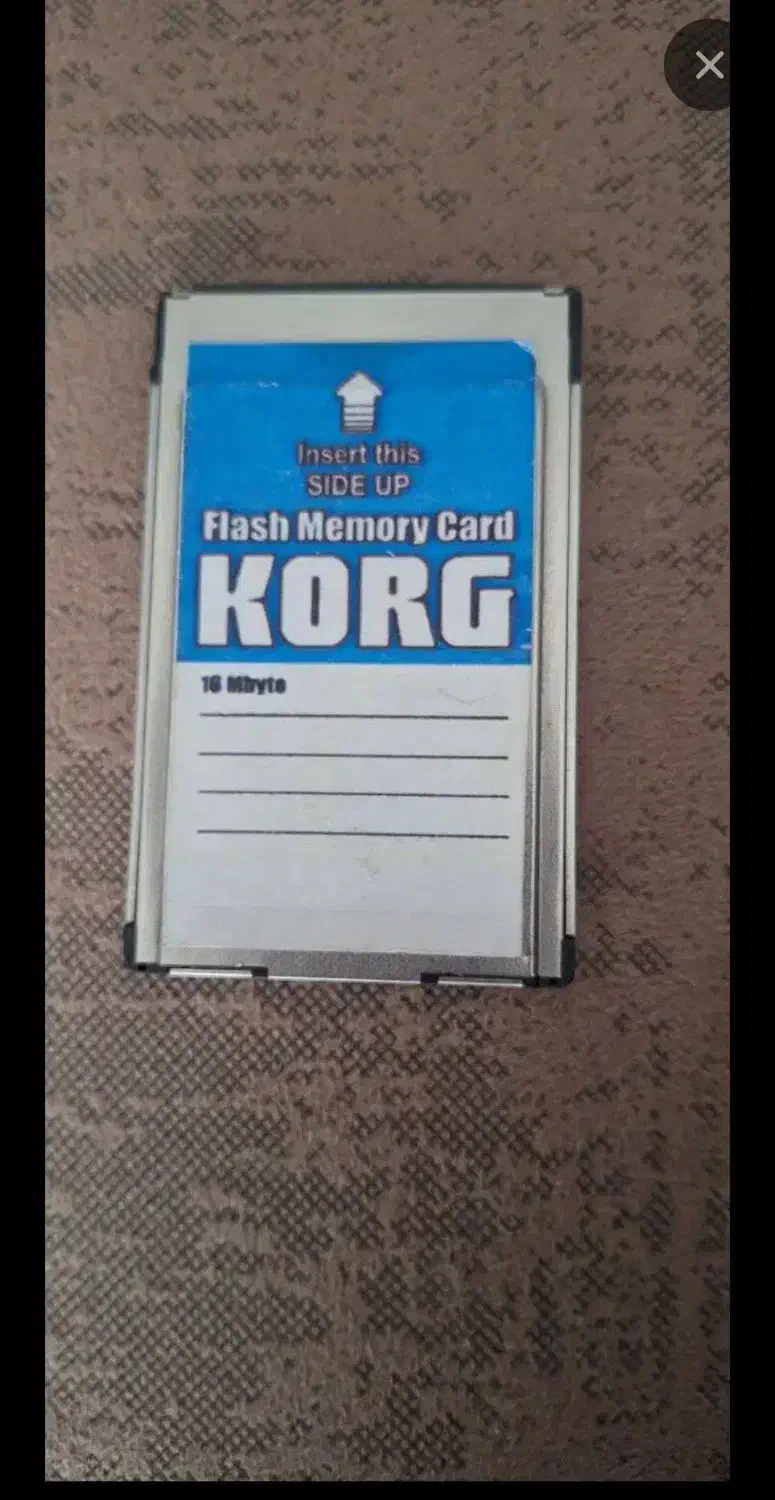 Insert this
SIDE UP
Flash Memory Card
KORG
16 Mbyte